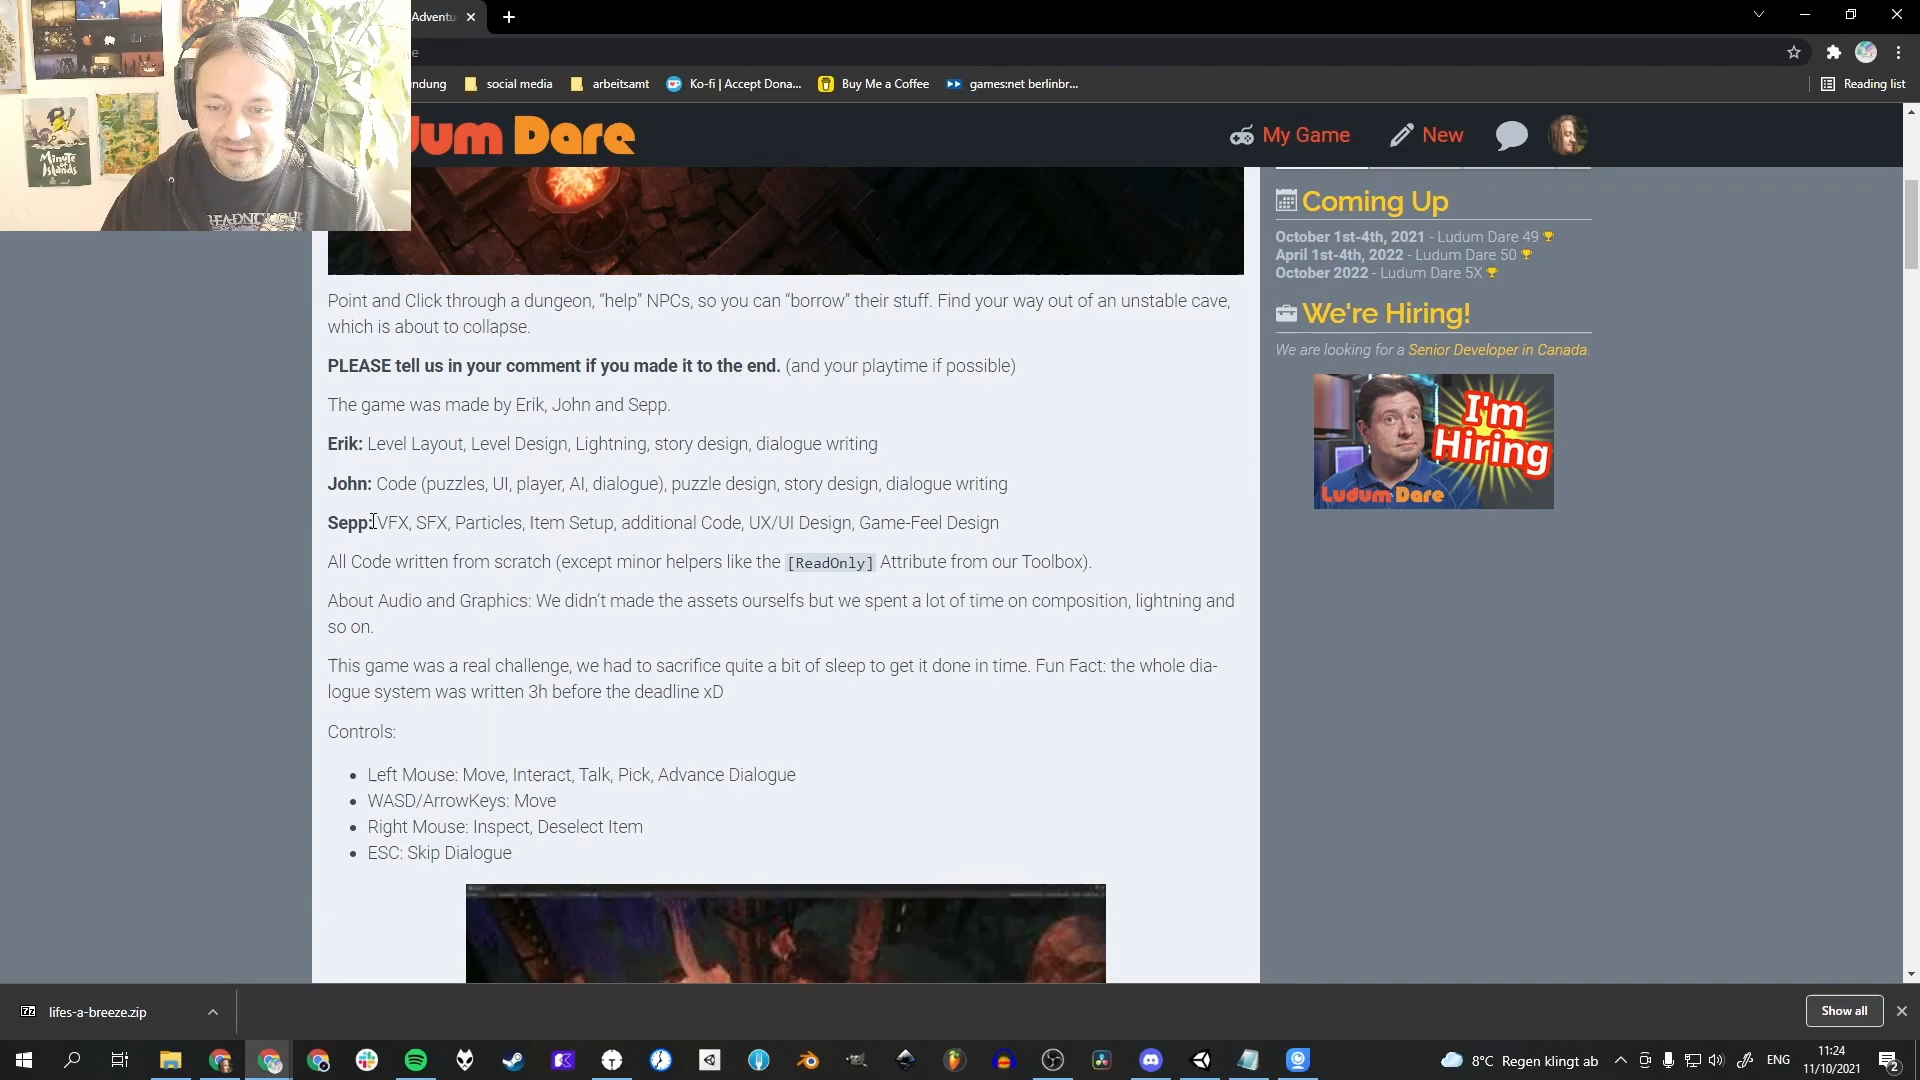 Adventu
ndung
social media
arbeitsamt
Ko-fi | Accept Dona...
Buy Me a Coffee
games:net berlinbr...
Reading list
Minute of Islands
um Dare
My Game
New
Coming Up
October 1st-4th, 2021 - Ludum Dare 49
April 1st-4th, 2022 - Ludum Dare 50
October 2022 - Ludum Dare 5X
We're Hiring!
We are looking for a Senior Developer in Canada.
I'm
Hiring
Ludum Dare
Point and Click through a dungeon, “help” NPCs, so you can “borrow” their stuff. Find your way out of an unstable cave,
which is about to collapse.
PLEASE tell us in your comment if you made it to the end. (and your playtime if possible)
The game was made by Erik, John and Sepp.
Erik: Level Layout, Level Design, Lightning, story design, dialogue writing
John: Code (puzzles, UI, player, AI, dialogue), puzzle design, story design, dialogue writing
Sepp: VFX, SFX, Particles, Item Setup, additional Code, UX/UI Design, Game-Feel Design
All Code written from scratch (except minor helpers like the [ReadOnly] Attribute from our Toolbox).
About Audio and Graphics: We didn't made the assets ourselfs but we spent a lot of time on composition, lightning and
so on.
This game was a real challenge, we had to sacrifice quite a bit of sleep to get it done in time. Fun Fact: the whole dia-
logue system was written 3h before the deadline xD
Controls:
• Left Mouse: Move, Interact, Talk, Pick, Advance Dialogue
• WASD/ArrowKeys: Move
• Right Mouse: Inspect, Deselect Item
• ESC: Skip Dialogue
lifes-a-breeze.zip
Show all
8°C Regen klingt ab
ENG
11:24
11/10/2021
2